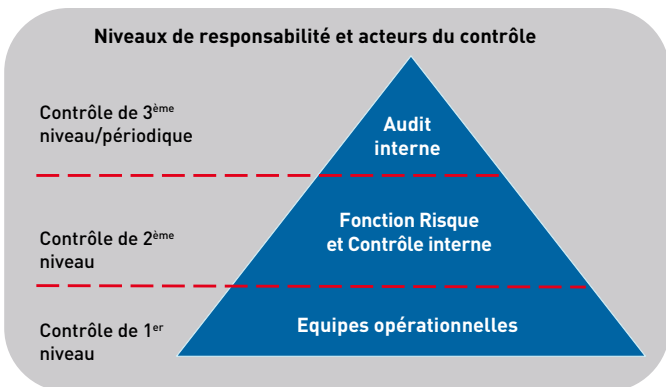 Niveaux de responsabilité et acteurs du contrôle
Contrôle de 3ème
niveau/périodique
Audit
interne
Contrôle de 2ème
niveau
Fonction Risque
et Contrôle interne
Contrôle de 1er
niveau
Equipes opérationnelles